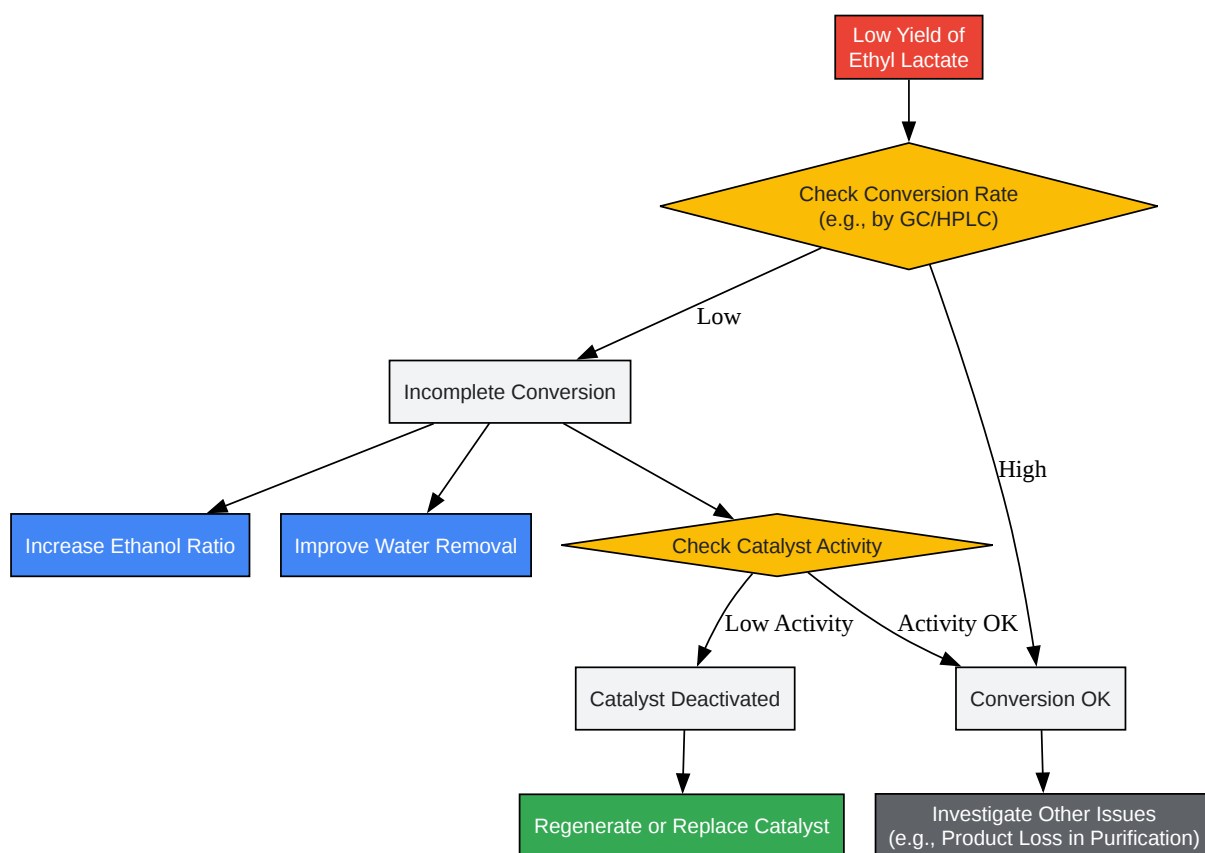 Low Yield of
Ethyl Lactate
Check Conversion Rate
(e.g., by GC/HPLC)
Low
Incomplete Conversion
High
Increase Ethanol Ratio
Improve Water Removal
Check Catalyst Activity
Low Activity
Activity OK
Catalyst Deactivated
Conversion OK
Regenerate or Replace Catalyst
Investigate Other Issues
(e.g., Product Loss in Purification)